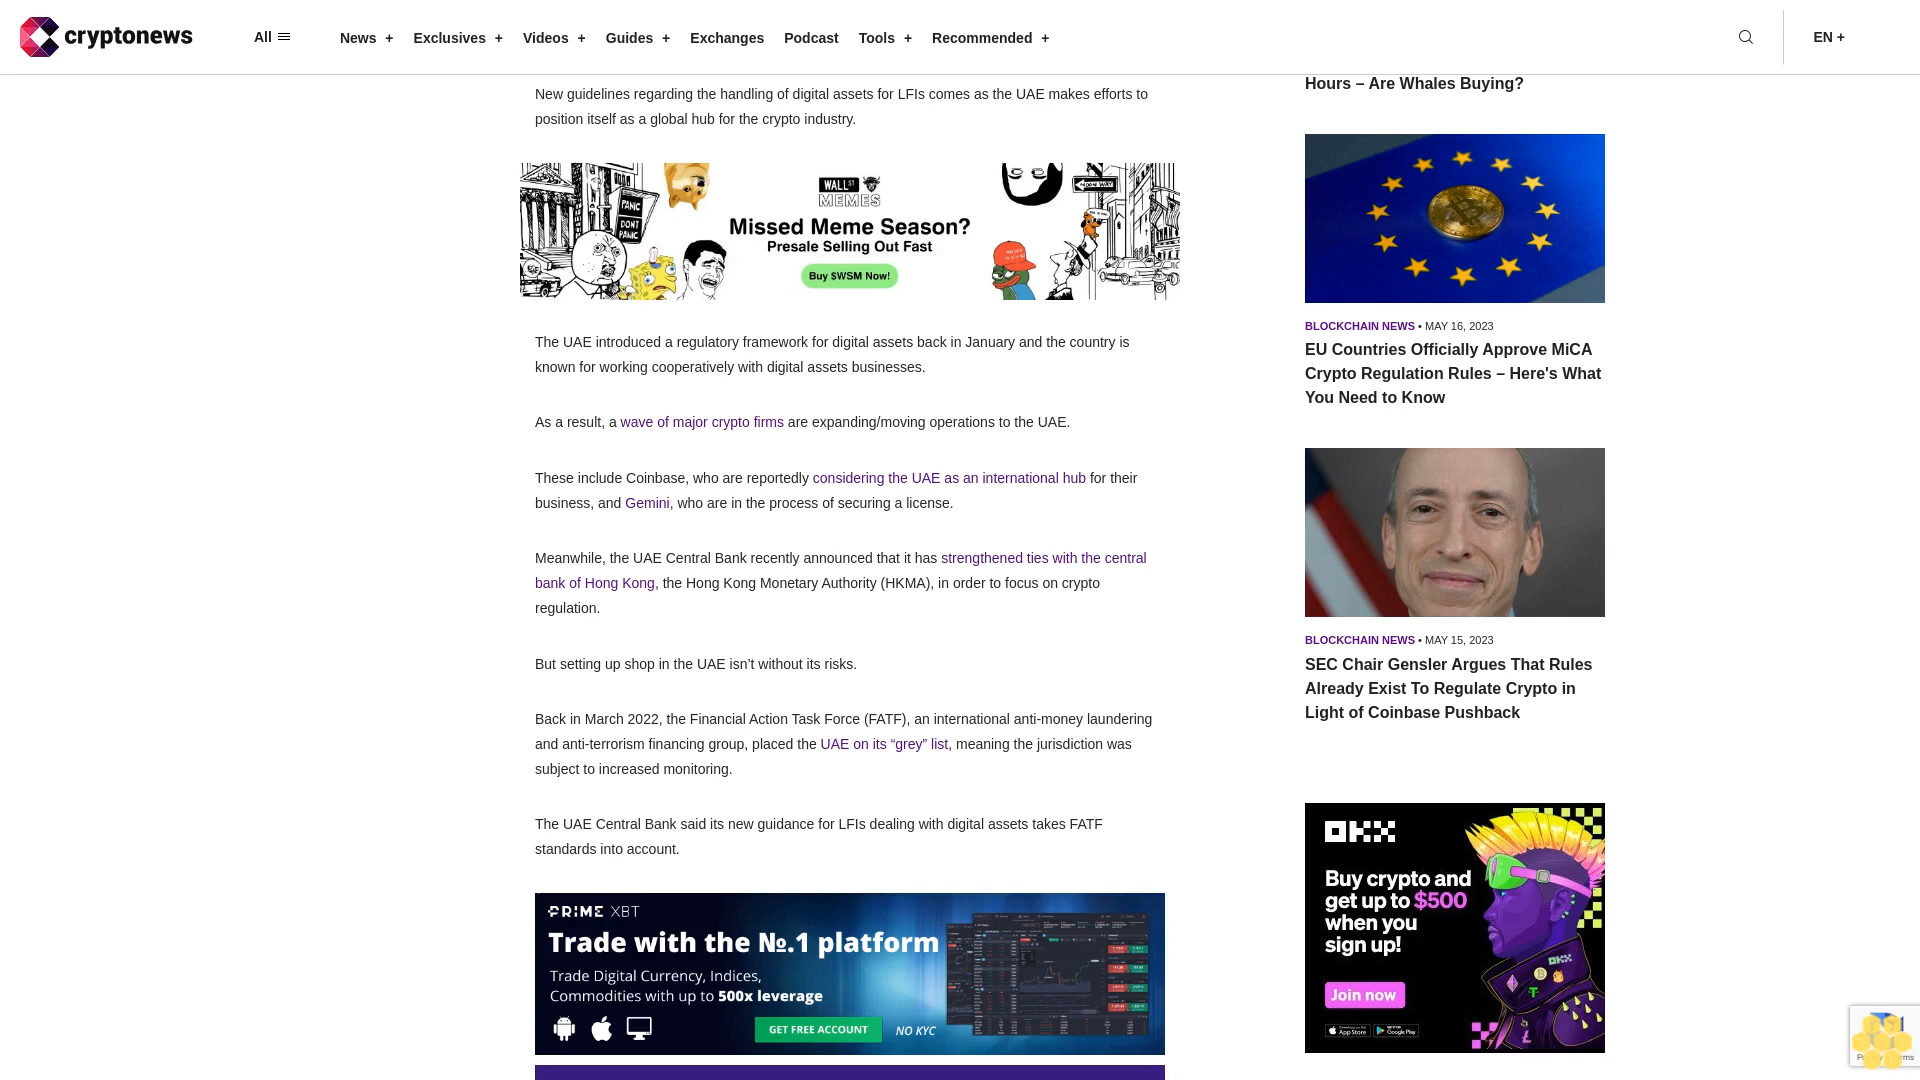 cryptonews
All
News +
Exclusives +
Videos +
Guides +
Exchanges
Podcast
Tools +
Recommended +
EN +
New guidelines regarding the handling of digital assets for LFIs comes as the UAE makes efforts to
position itself as a global hub for the crypto industry.
PANIC
DONT
PANIC
WALL ST
MEMES
Missed Meme Season?
Presale Selling Out Fast
Buy $WSM Now!
The UAE introduced a regulatory framework for digital assets back in January and the country is
known for working cooperatively with digital assets businesses.
As a result, a wave of major crypto firms are expanding/moving operations to the UAE.
These include Coinbase, who are reportedly considering the UAE as an international hub for their
business, and Gemini, who are in the process of securing a license.
Meanwhile, the UAE Central Bank recently announced that it has strengthened ties with the central
bank of Hong Kong, the Hong Kong Monetary Authority (HKMA), in order to focus on crypto
regulation.
But setting up shop in the UAE isn’t without its risks.
Back in March 2022, the Financial Action Task Force (FATF), an international anti-money laundering
and anti-terrorism financing group, placed the UAE on its “grey” list, meaning the jurisdiction was
subject to increased monitoring.
The UAE Central Bank said its new guidance for LFIs dealing with digital assets takes FATF
standards into account.
PRIME XBT
Trade with the №.1 platform
Trade Digital Currency, Indices,
Commodities with up to 500x leverage
GET FREE ACCOUNT
NO KYC
Hours – Are Whales Buying?
BLOCKCHAIN NEWS • MAY 16, 2023
EU Countries Officially Approve MiCA
Crypto Regulation Rules – Here's What
You Need to Know
BLOCKCHAIN NEWS • MAY 15, 2023
SEC Chair Gensler Argues That Rules
Already Exist To Regulate Crypto in
Light of Coinbase Pushback
OKX
Buy crypto and
get up to $500
when you
sign up!
Join now
App Store
Google Play
OKX